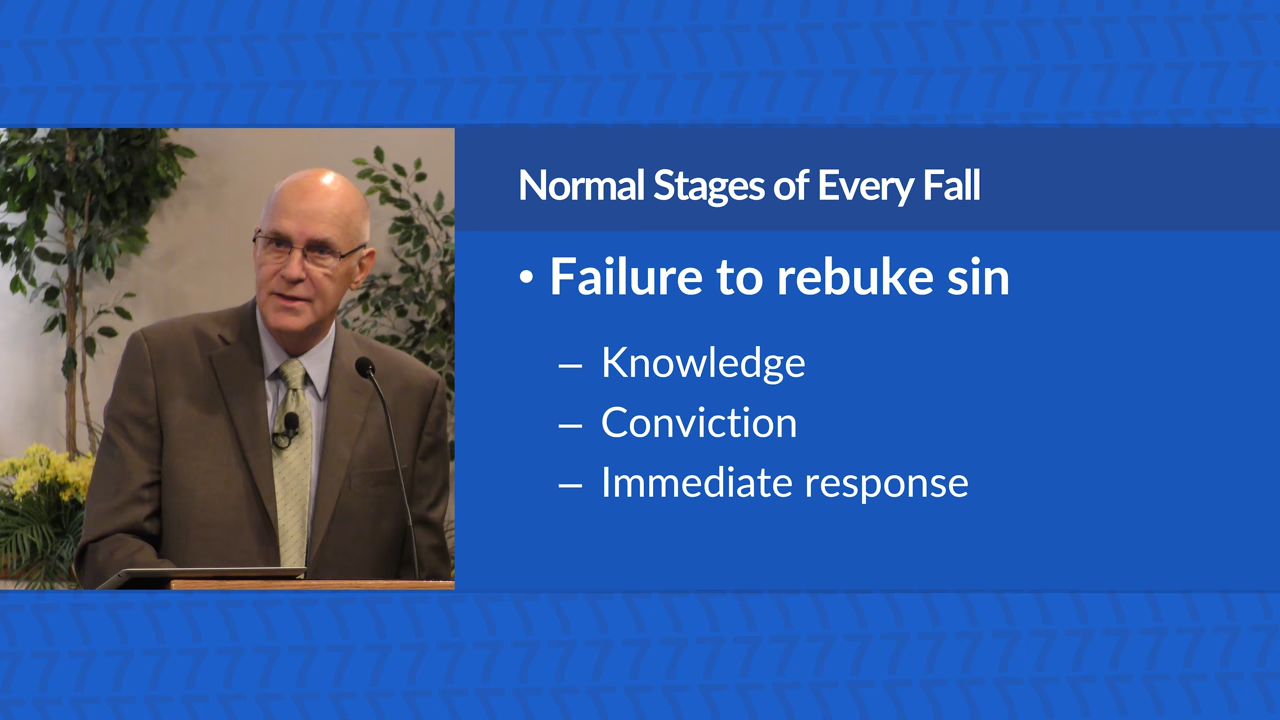 Normal Stages of Every Fall
• Failure to rebuke sin
– Knowledge
– Conviction
– Immediate response